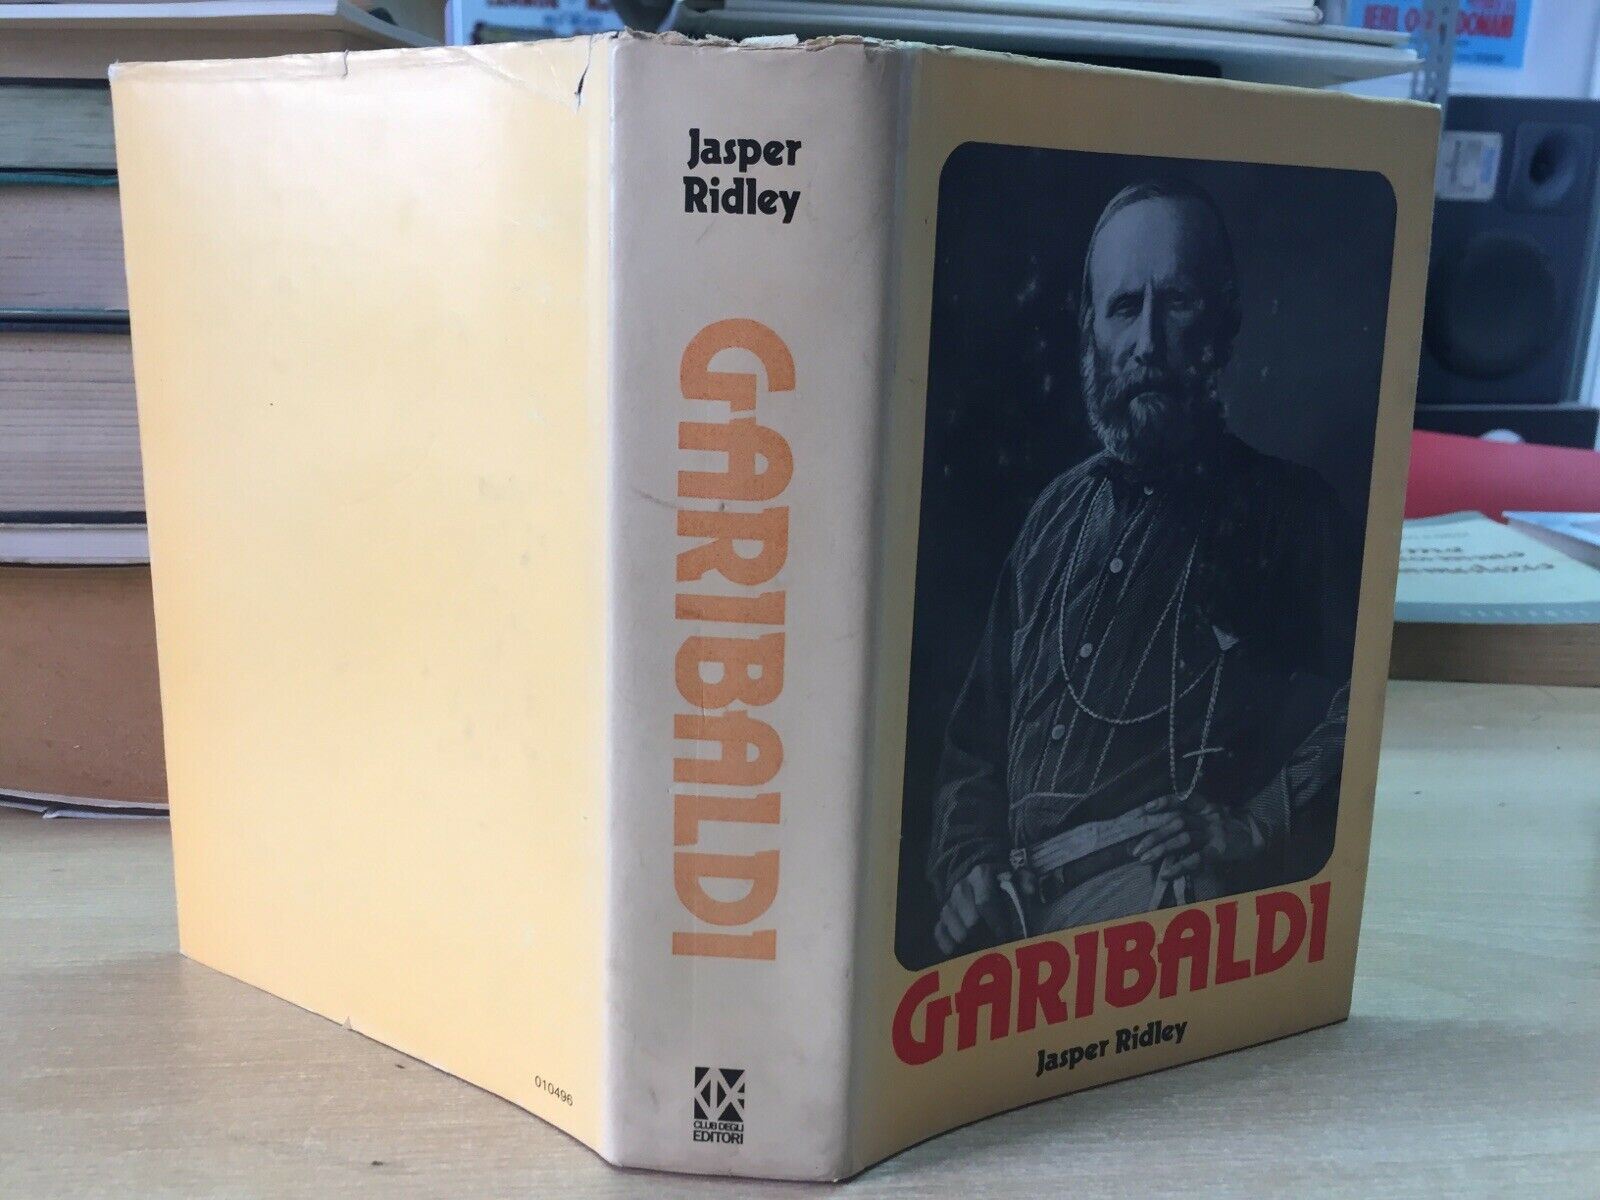 Jasper
Ridley
GARIBALDI
CLUB DEGLI
EDITORI
010496
GARIBALDI
Jasper Ridley